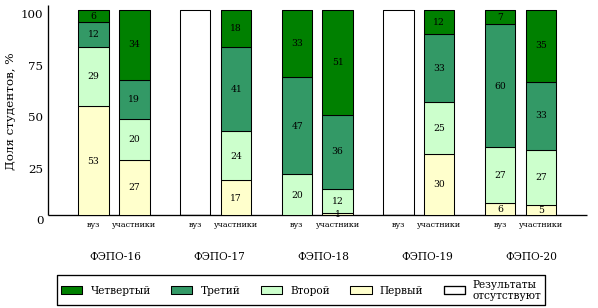 Доля студентов, %
100
75
50
25
0
6 12 29 53
34 19 20 27
18 41 24 17
33 47 20
51 36 12 1
12 33 25 30
7 60 27 6
35 33 27 5
вуз участники вуз участники вуз участники вуз участники вуз участники
ФЭПО-16 ФЭПО-17 ФЭПО-18 ФЭПО-19 ФЭПО-20
Четвертый Третий Второй Первый Результаты
отсутствуют